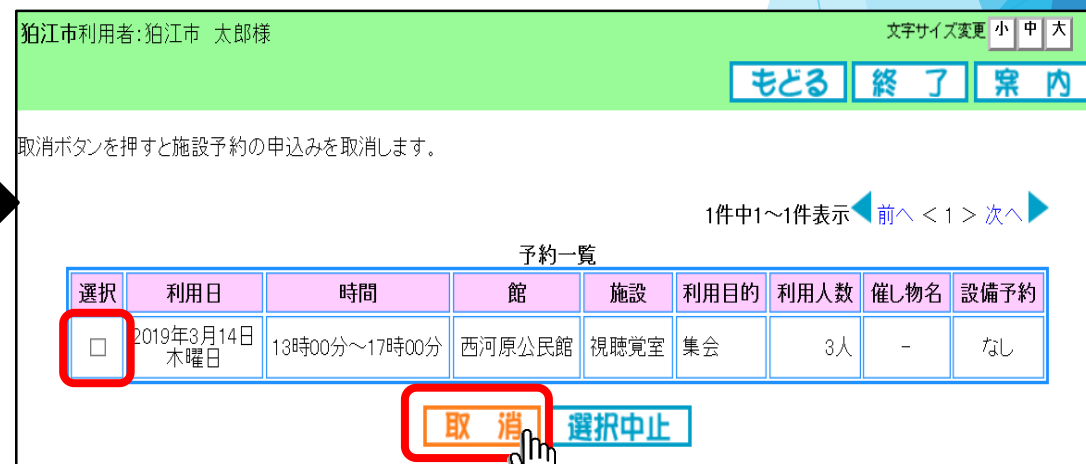 狛江市利用者:狛江市 太郎様 文字サイズ変更 小 中 大
もどる 終 了 案 内
取消ボタンを押すと施設予約の申込みを取消します。
1件中1～1件表示 前へ < 1 > 次へ
予約一覧
選択 利用日 時間 館 施設 利用目的 利用人数 催し物名 設備予約
□ 2019年3月14日 13時00分～17時00分 西河原公民館 視聴覚室 集会 3人 － なし
木曜日
取 消 選択中止